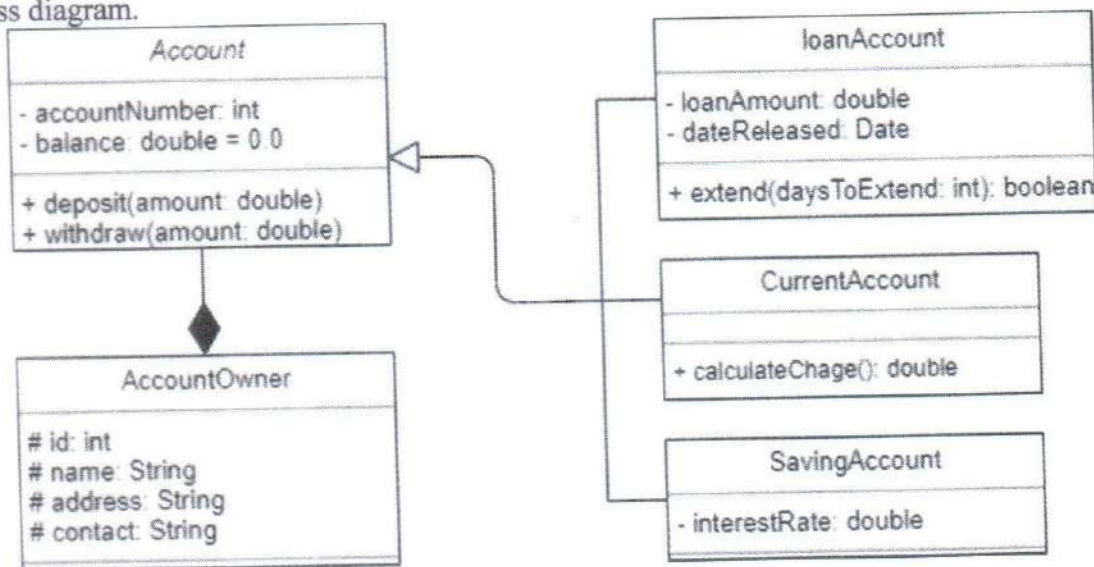 ss diagram.
Account
- accountNumber: int
- balance: double = 0.0
+ deposit(amount: double)
+ withdraw(amount: double)
AccountOwner
# id: int
# name: String
# address: String
# contact: String
loanAccount
- loanAmount: double
- dateReleased: Date
+ extend(daysToExtend: int): boolean
CurrentAccount
+ calculateChage(): double
SavingAccount
- interestRate: double